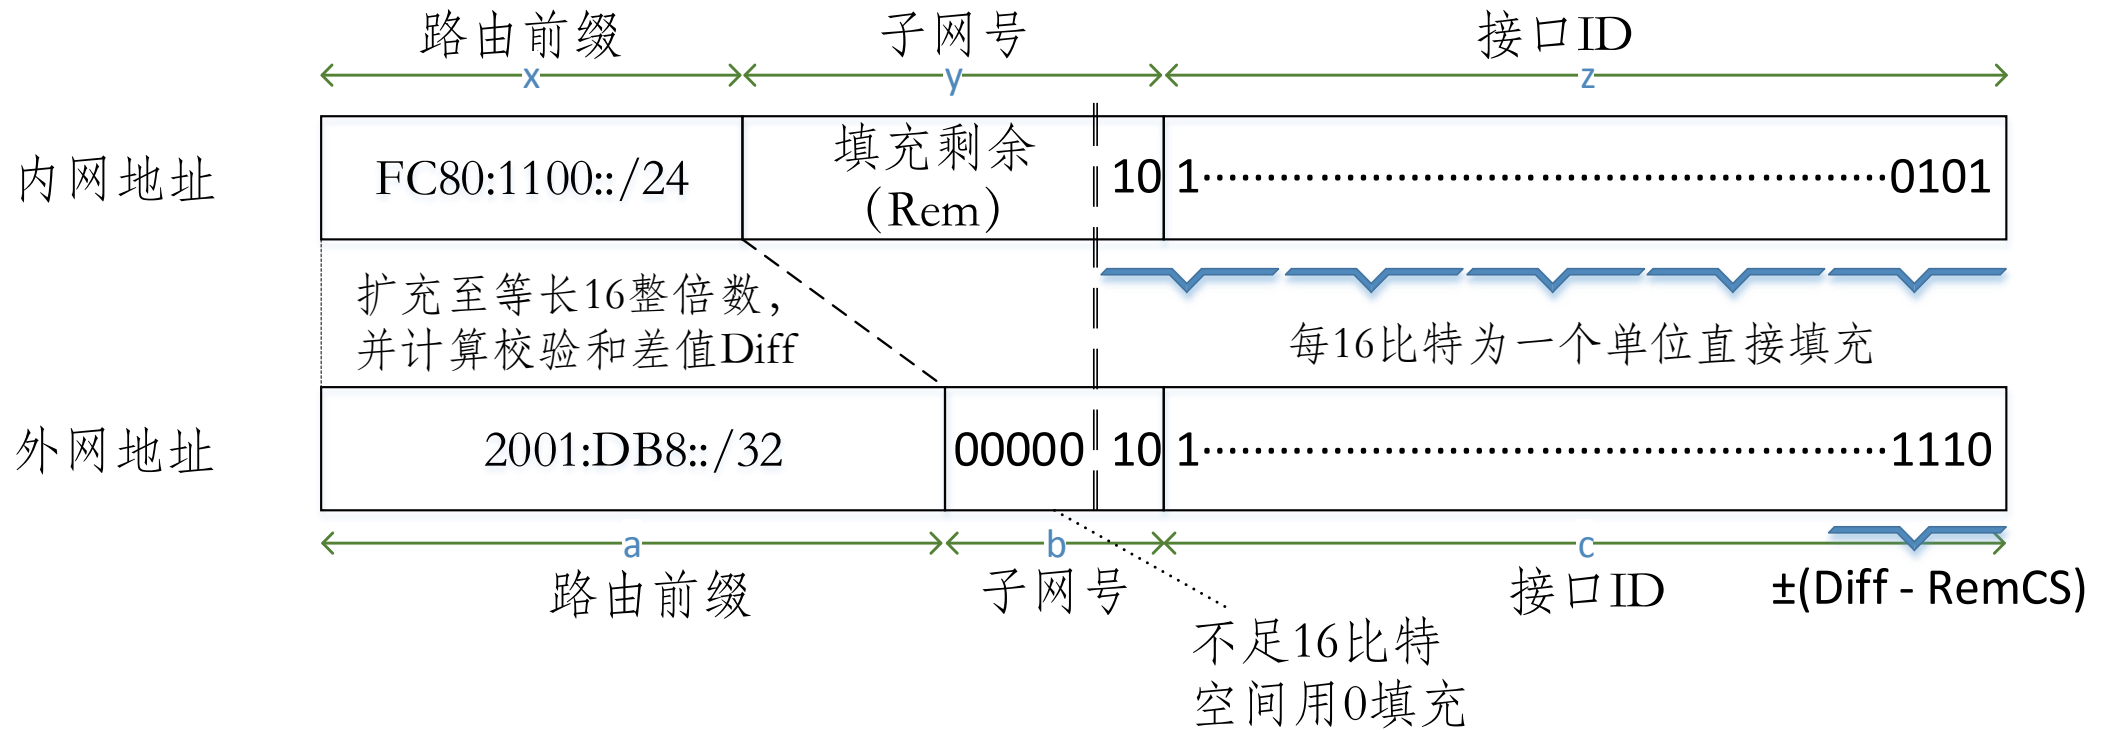 路由前缀 子网号 接口ID
x y z
内网地址 FC80:1100::/24 填充剩余 10 1 0101
(Rem)
扩充至等长16整倍数，
并计算校验和差值Diff
每16比特为一个单位直接填充
外网地址 2001:DB8::/32 00000 10 1 1110
a b c
路由前缀 子网号 接口ID ±(Diff - RemCS)
不足16比特
空间用0填充